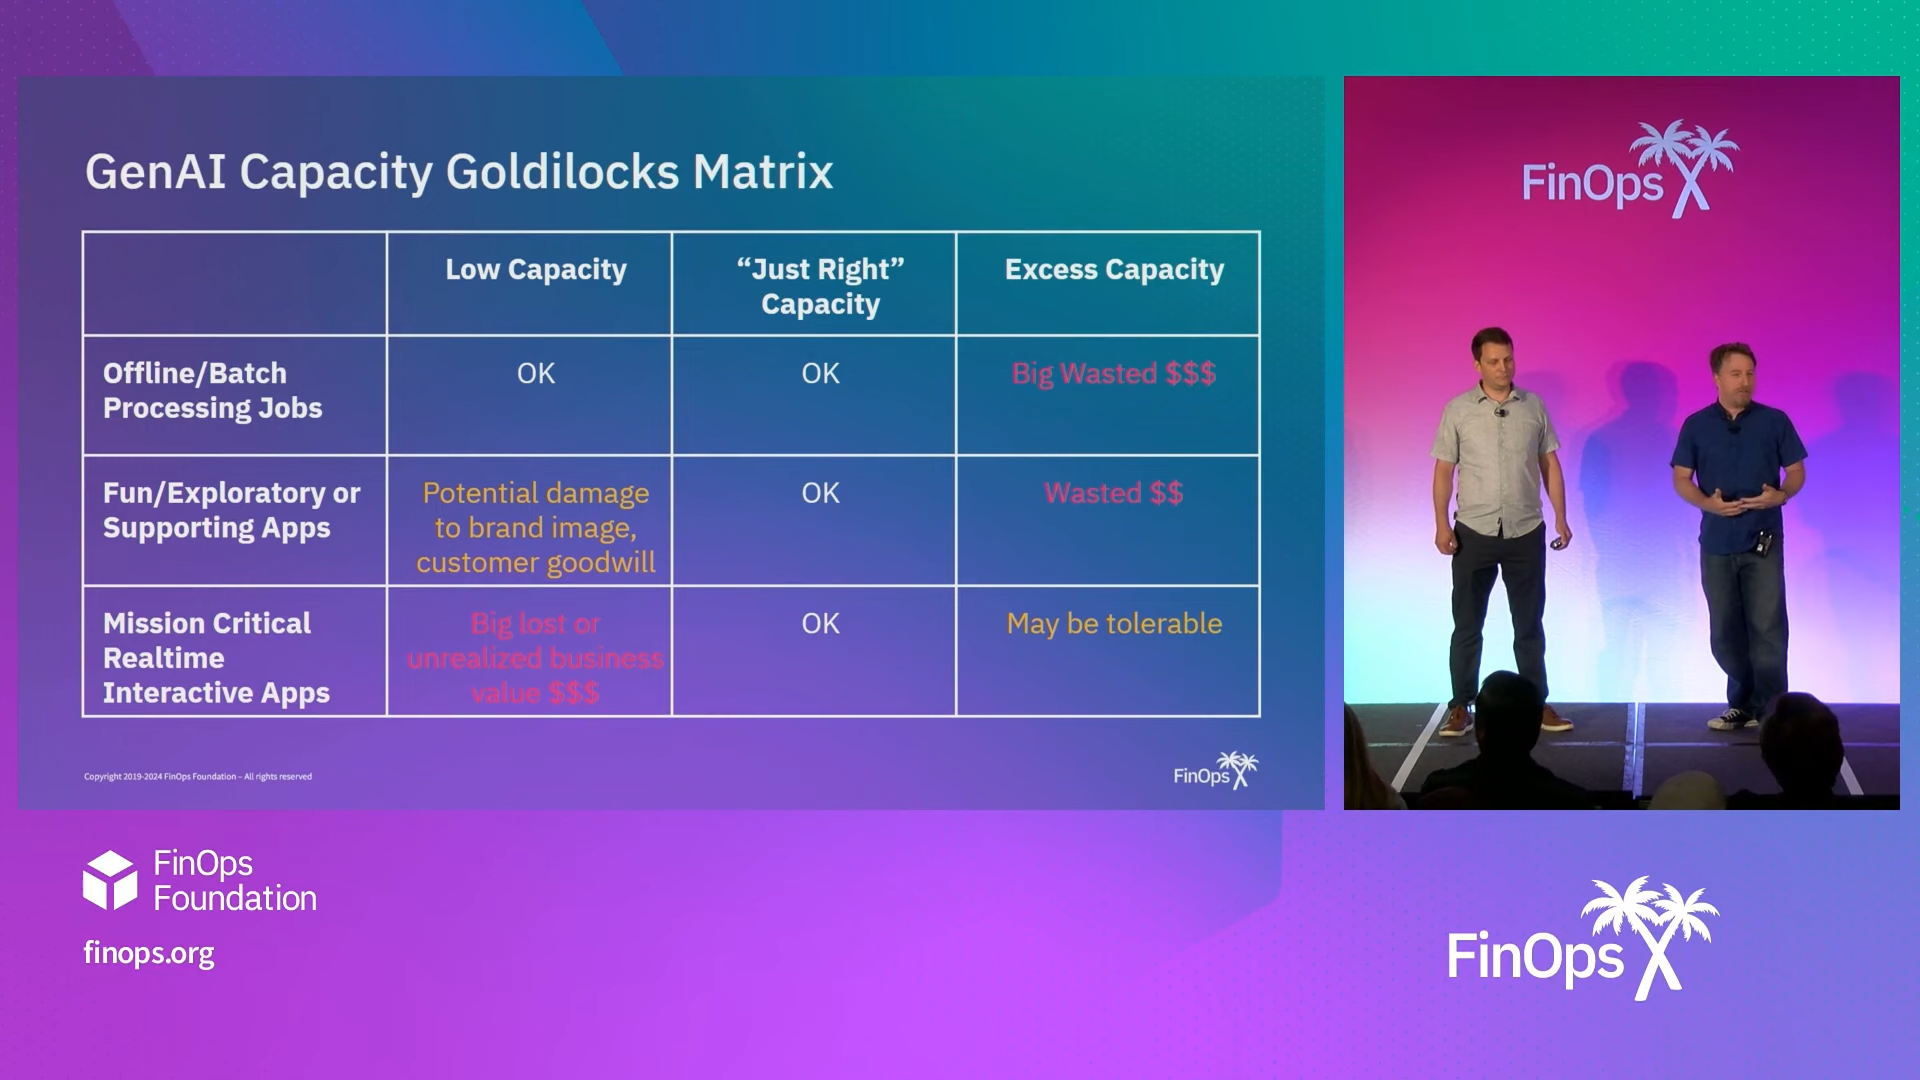 GenAI Capacity Goldilocks Matrix
Low Capacity
“Just Right”
Capacity
Excess Capacity
Offline/Batch
Processing Jobs
OK
OK
Big Wasted $$$
Fun/Exploratory or
Supporting Apps
Potential damage
to brand image,
customer goodwill
OK
Wasted $$
Mission Critical
Realtime
Interactive Apps
Big lost or
unrealized business
value $$$
OK
May be tolerable
Copyright 2019-2024 FinOps Foundation – All rights reserved
FinOps X
FinOps X
FinOps
Foundation
finops.org
FinOps X